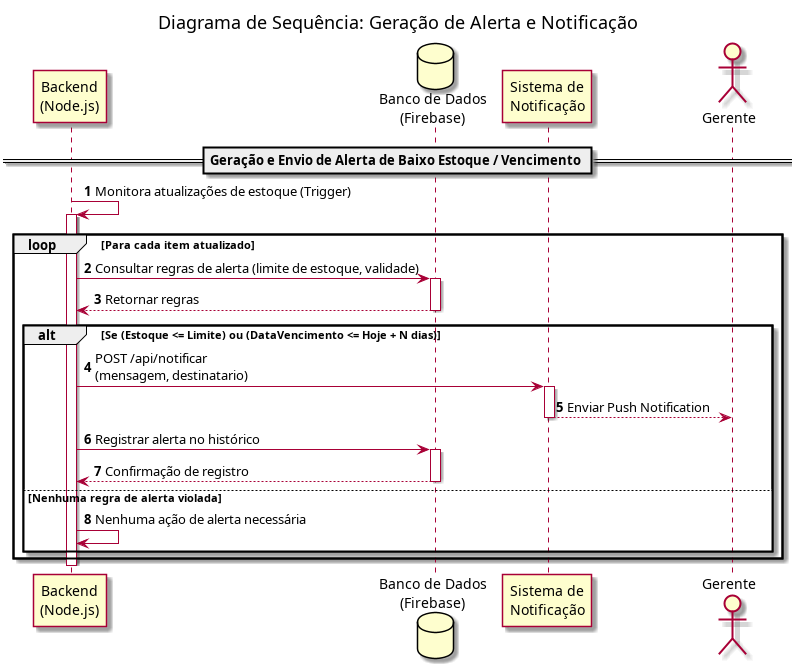 Diagrama de Sequência: Geração de Alerta e Notificação
Backend
(Node.js)
Banco de Dados
(Firebase)
Sistema de
Notificação
Gerente
Geração e Envio de Alerta de Baixo Estoque / Vencimento
1 Monitora atualizações de estoque (Trigger)
loop [Para cada item atualizado]
2 Consultar regras de alerta (limite de estoque, validade)
3 Retornar regras
alt [Se (Estoque <= Limite) ou (DataVencimento <= Hoje + N dias)]
4 POST /api/notificar
(mensagem, destinatario)
5 Enviar Push Notification
6 Registrar alerta no histórico
7 Confirmação de registro
[Nenhuma regra de alerta violada]
8 Nenhuma ação de alerta necessária
Backend
(Node.js)
Banco de Dados
(Firebase)
Sistema de
Notificação
Gerente